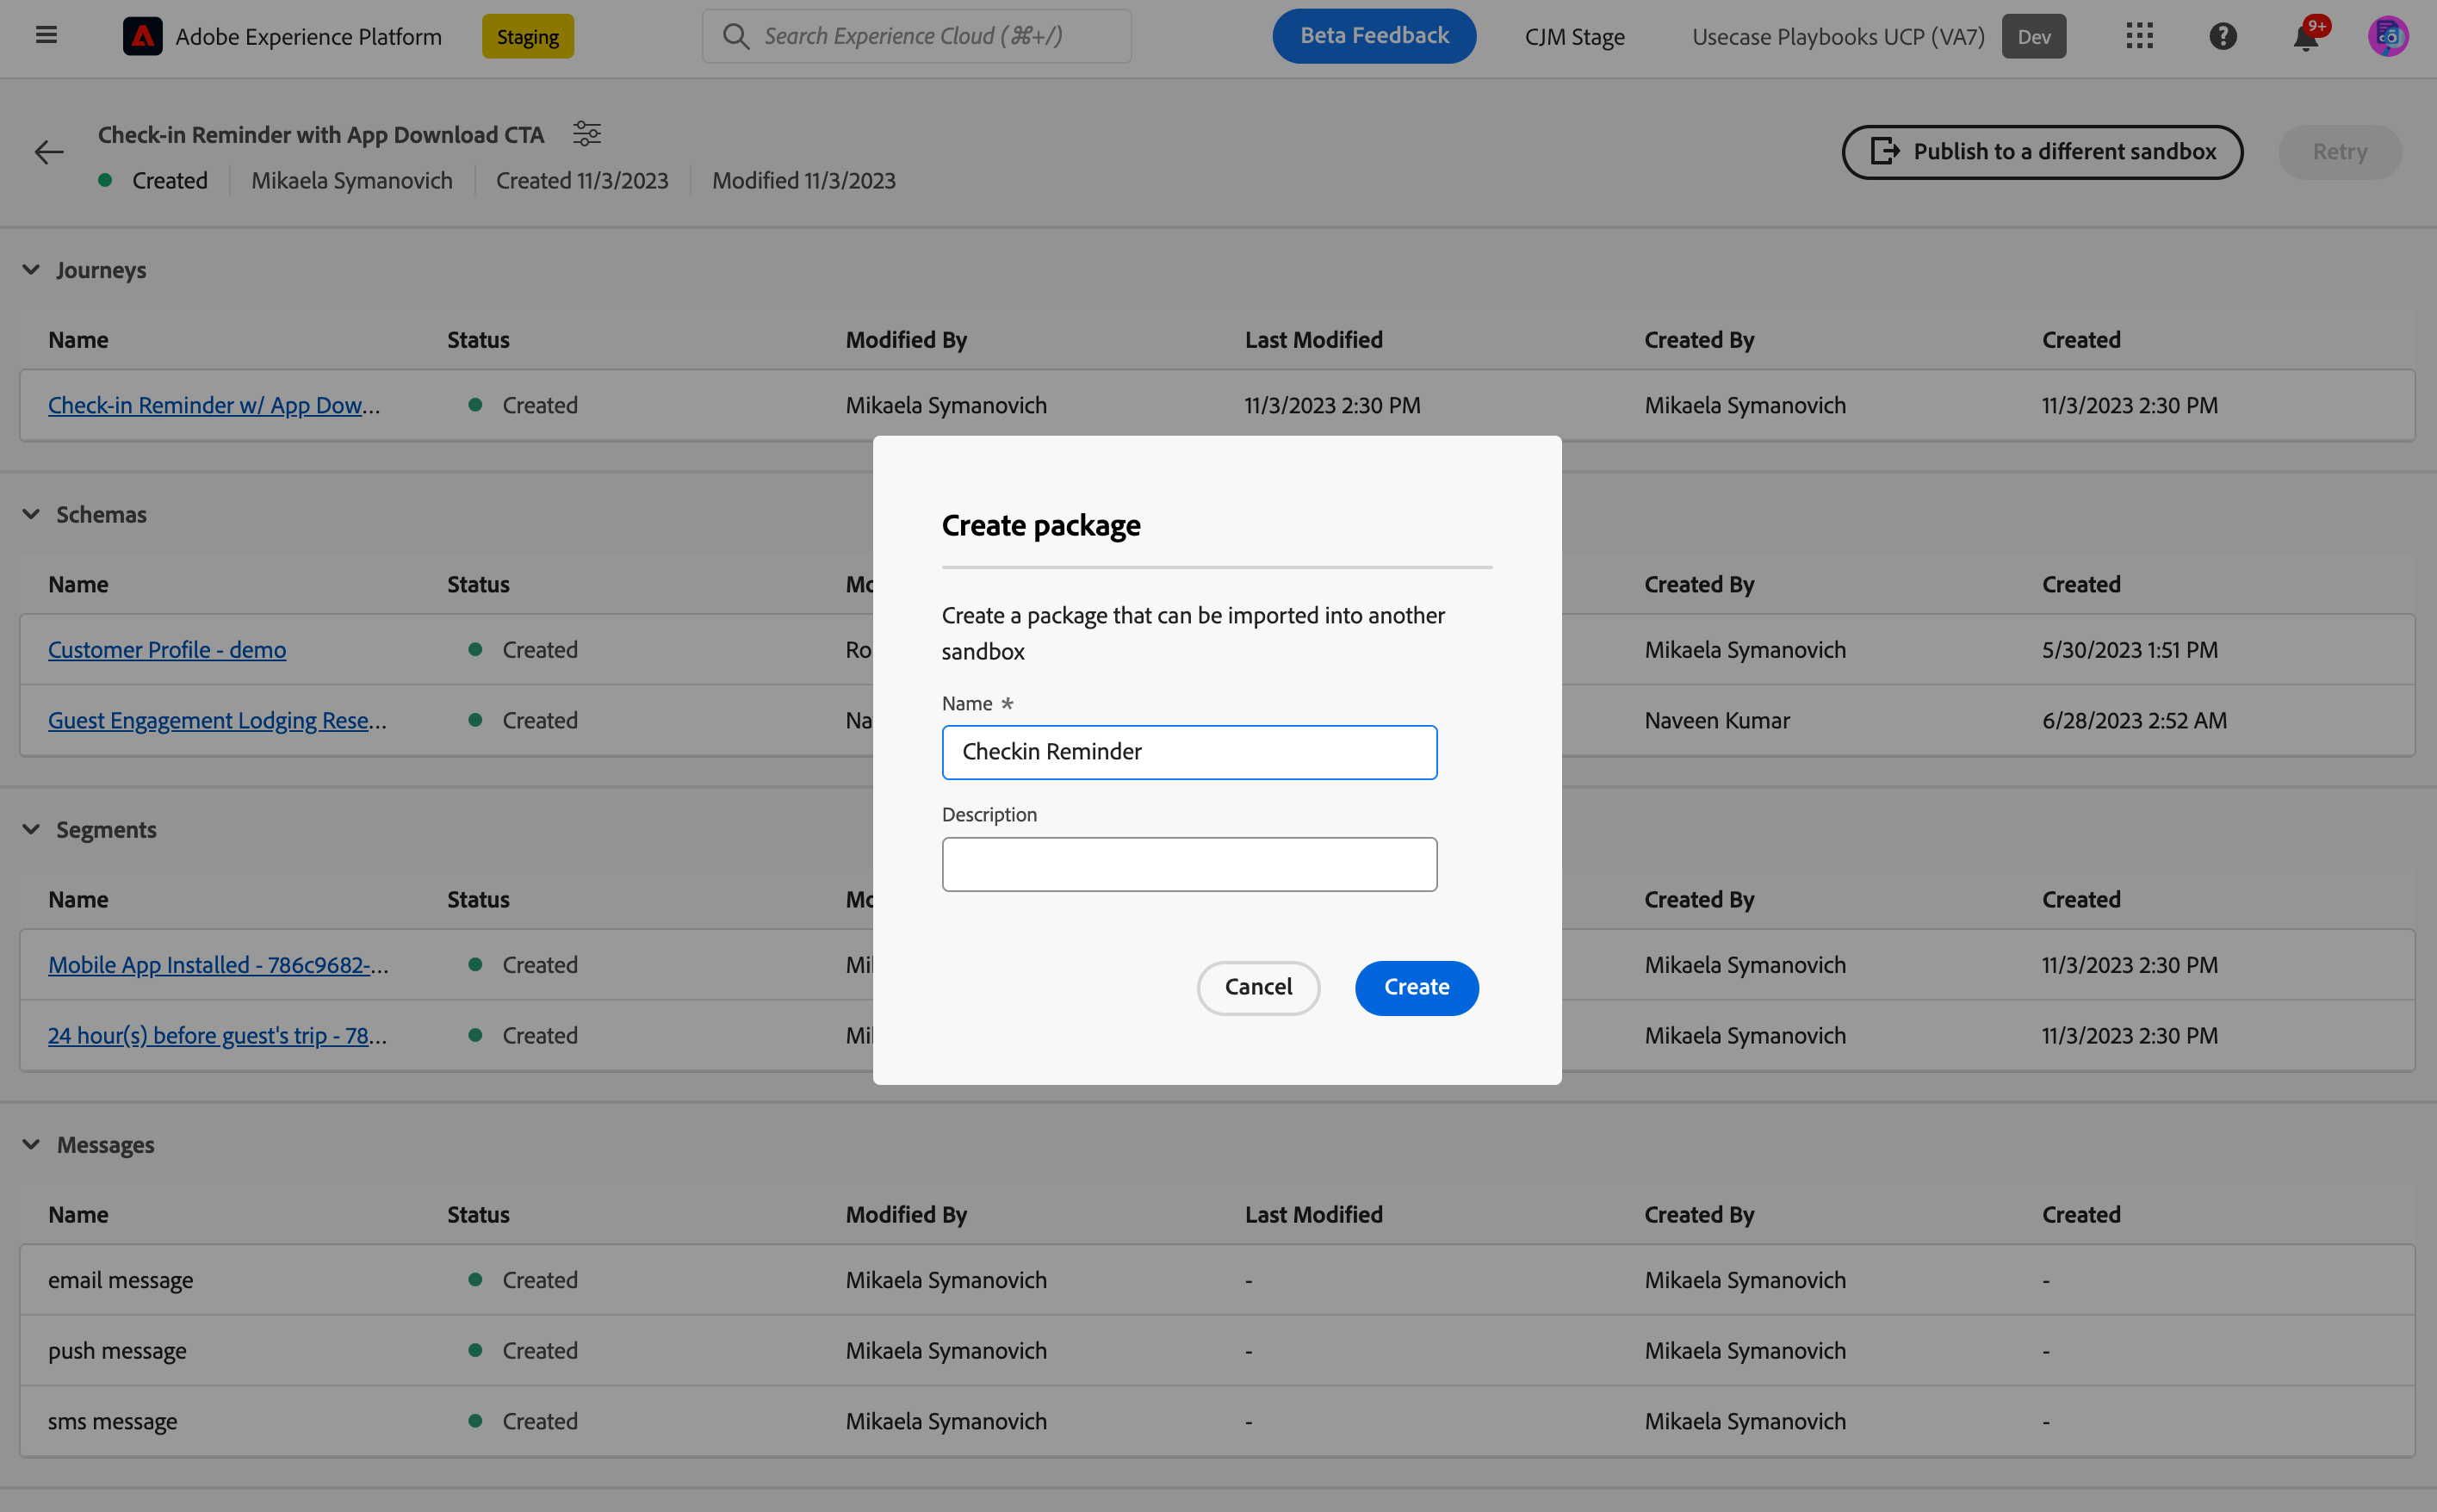 Adobe Experience Platform
Staging
Search Experience Cloud (⌘+/)
Beta Feedback
CJM Stage
Usecase Playbooks UCP (VA7)
Dev
9+
Check-in Reminder with App Download CTA
Created
Mikaela Symanovich
Created 11/3/2023
Modified 11/3/2023
Publish to a different sandbox
Retry
Journeys
Name Status Modified By Last Modified Created By Created
Check-in Reminder w/ App Dow... Created Mikaela Symanovich 11/3/2023 2:30 PM Mikaela Symanovich 11/3/2023 2:30 PM
Schemas
Name Status Mo Created By Created
Customer Profile - demo Created Ro Mikaela Symanovich 5/30/2023 1:51 PM
Guest Engagement Lodging Rese... Created Na Naveen Kumar 6/28/2023 2:52 AM
Segments
Name Status Mo Created By Created
Mobile App Installed - 786c9682-... Created Mi Mikaela Symanovich 11/3/2023 2:30 PM
24 hour(s) before guest's trip - 78... Created Mi Mikaela Symanovich 11/3/2023 2:30 PM
Messages
Name Status Modified By Last Modified Created By Created
email message Created Mikaela Symanovich - Mikaela Symanovich -
push message Created Mikaela Symanovich - Mikaela Symanovich -
sms message Created Mikaela Symanovich - Mikaela Symanovich -
Create package
Create a package that can be imported into another
sandbox
Name *
Checkin Reminder
Description
Cancel
Create